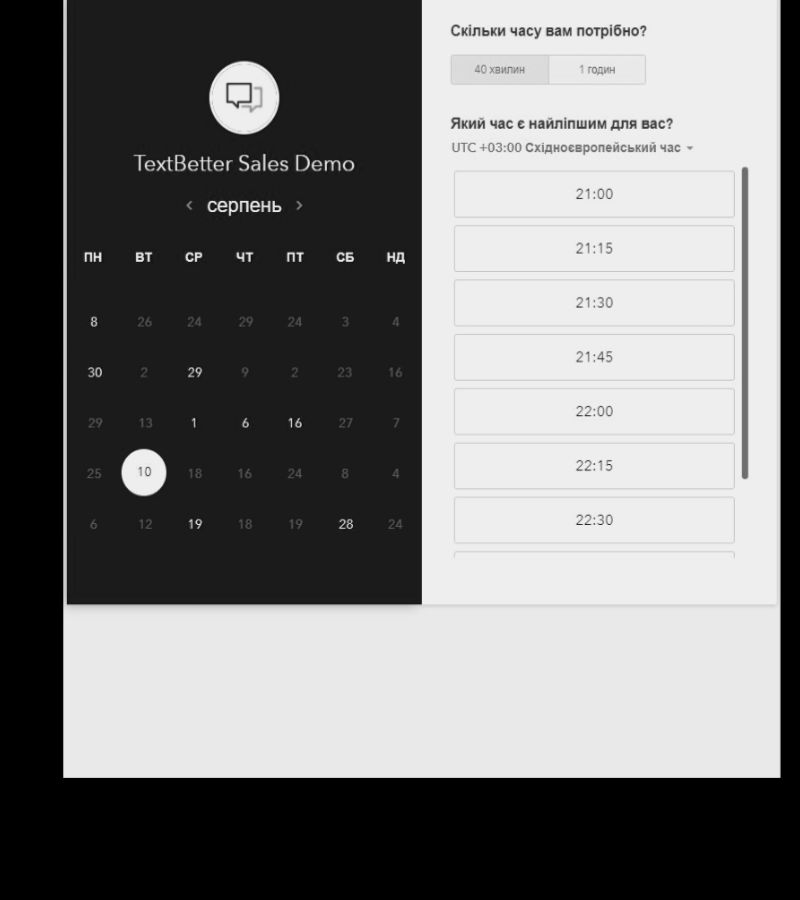 TextBetter Sales Demo
серпень
ПН ВТ СР ЧТ ПТ СБ НД
8 26 24 29 24 3 4
30 2 29 9 2 23 16
29 13 1 6 16 27 7
25 10 18 16 24 8 4
6 12 19 18 19 28 24
Скільки часу вам потрібно?
40 хвилин 1 годин
Який час є найліпшим для вас?
UTC +03:00 Східноєвропейський час
21:00
21:15
21:30
21:45
22:00
22:15
22:30